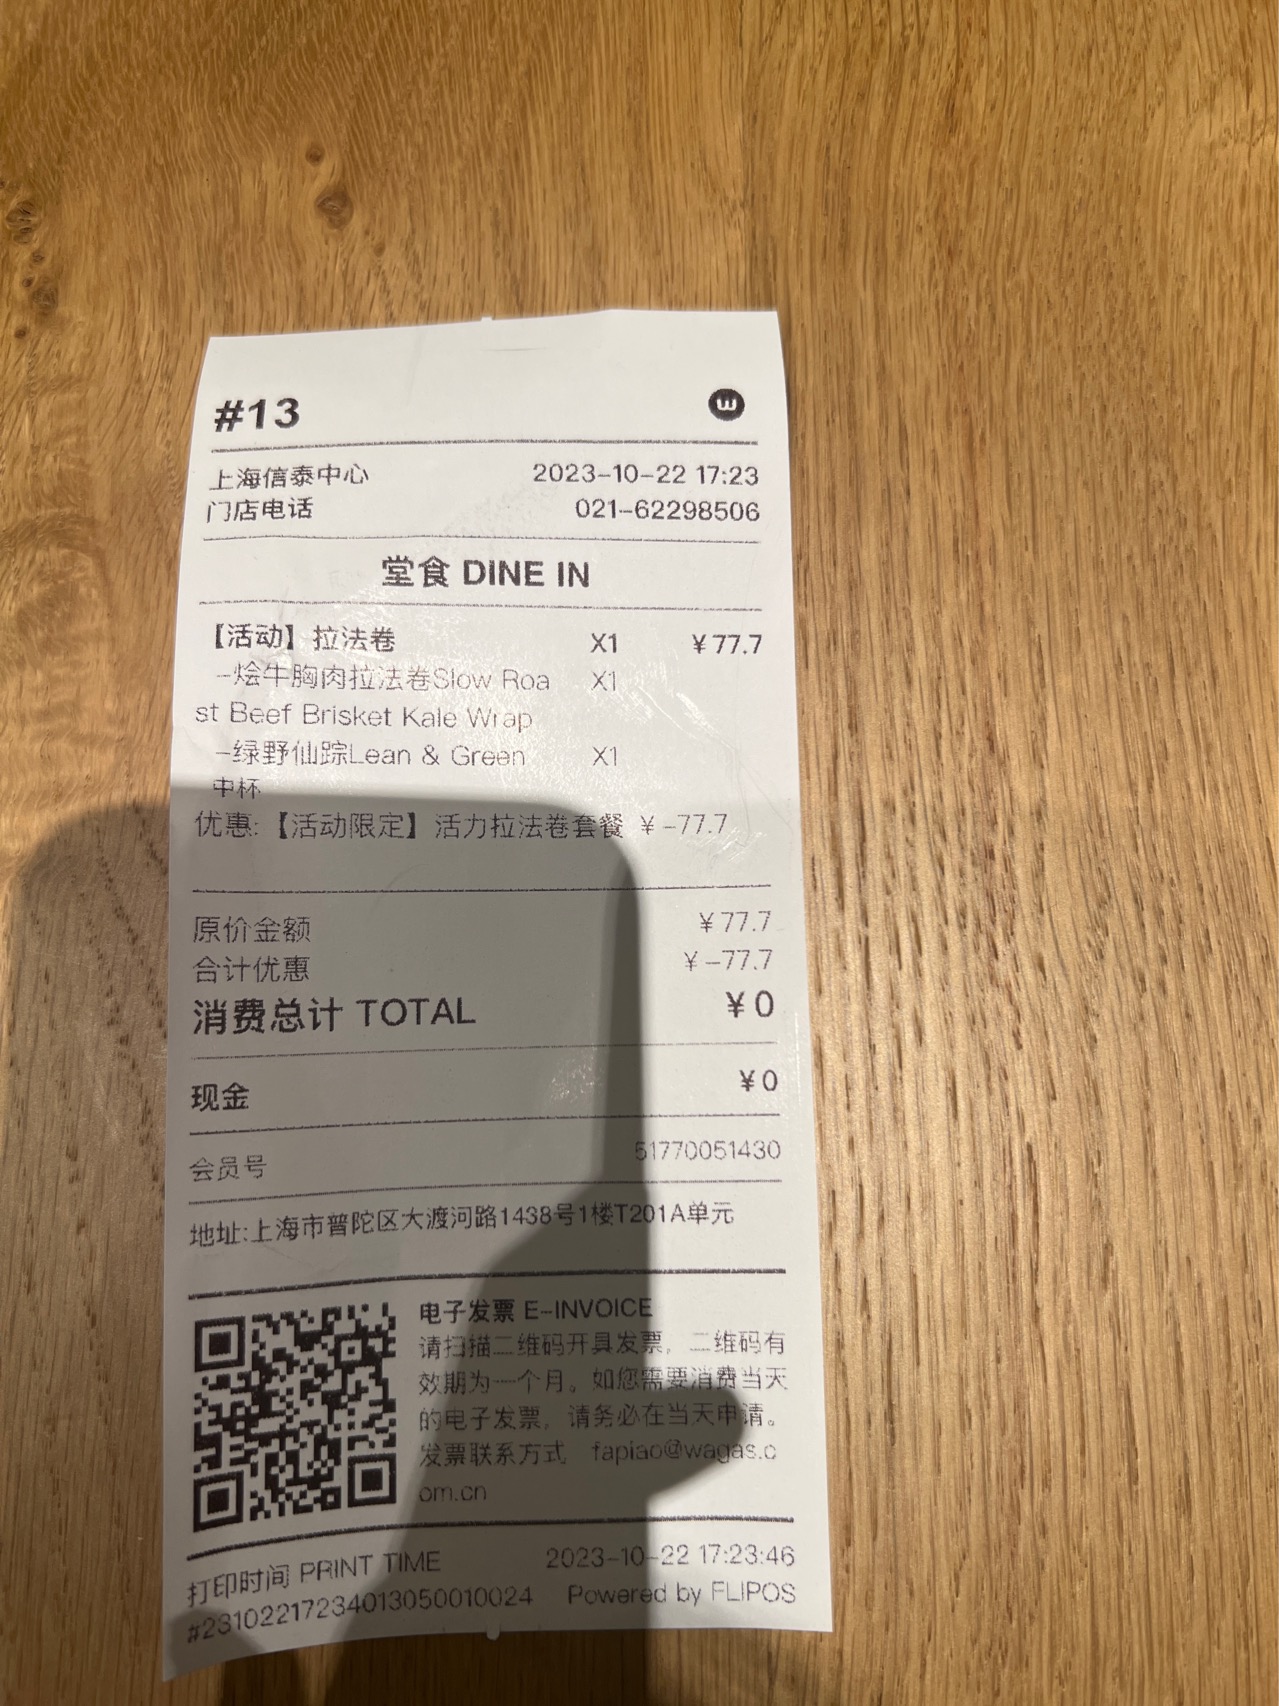 #13
W
上海信泰中心 2023-10-22 17:23
门店电话 021-62298506
堂食 DINE IN
【活动】拉法卷 X1 ¥77.7
-烩牛胸肉拉法卷Slow Roa X1
st Beef Brisket Kale Wrap
-绿野仙踪Lean & Green X1
中杯
优惠:【活动限定】活力拉法卷套餐 ¥-77.7
原价金额 ¥77.7
合计优惠 ¥-77.7
消费总计 TOTAL ¥0
现金 ¥0
会员号 51770051430
地址:上海市普陀区大渡河路1438号1楼T201A单元
电子发票 E-INVOICE
请扫描二维码开具发票，二维码有
效期为一个月。如您需要消费当天
的电子发票，请务必在当天申请。
发票联系方式 fapiao@wagas.c
om.cn
打印时间 PRINT TIME 2023-10-22 17:23:46
#23102217234013050010024 Powered by FLIPOS